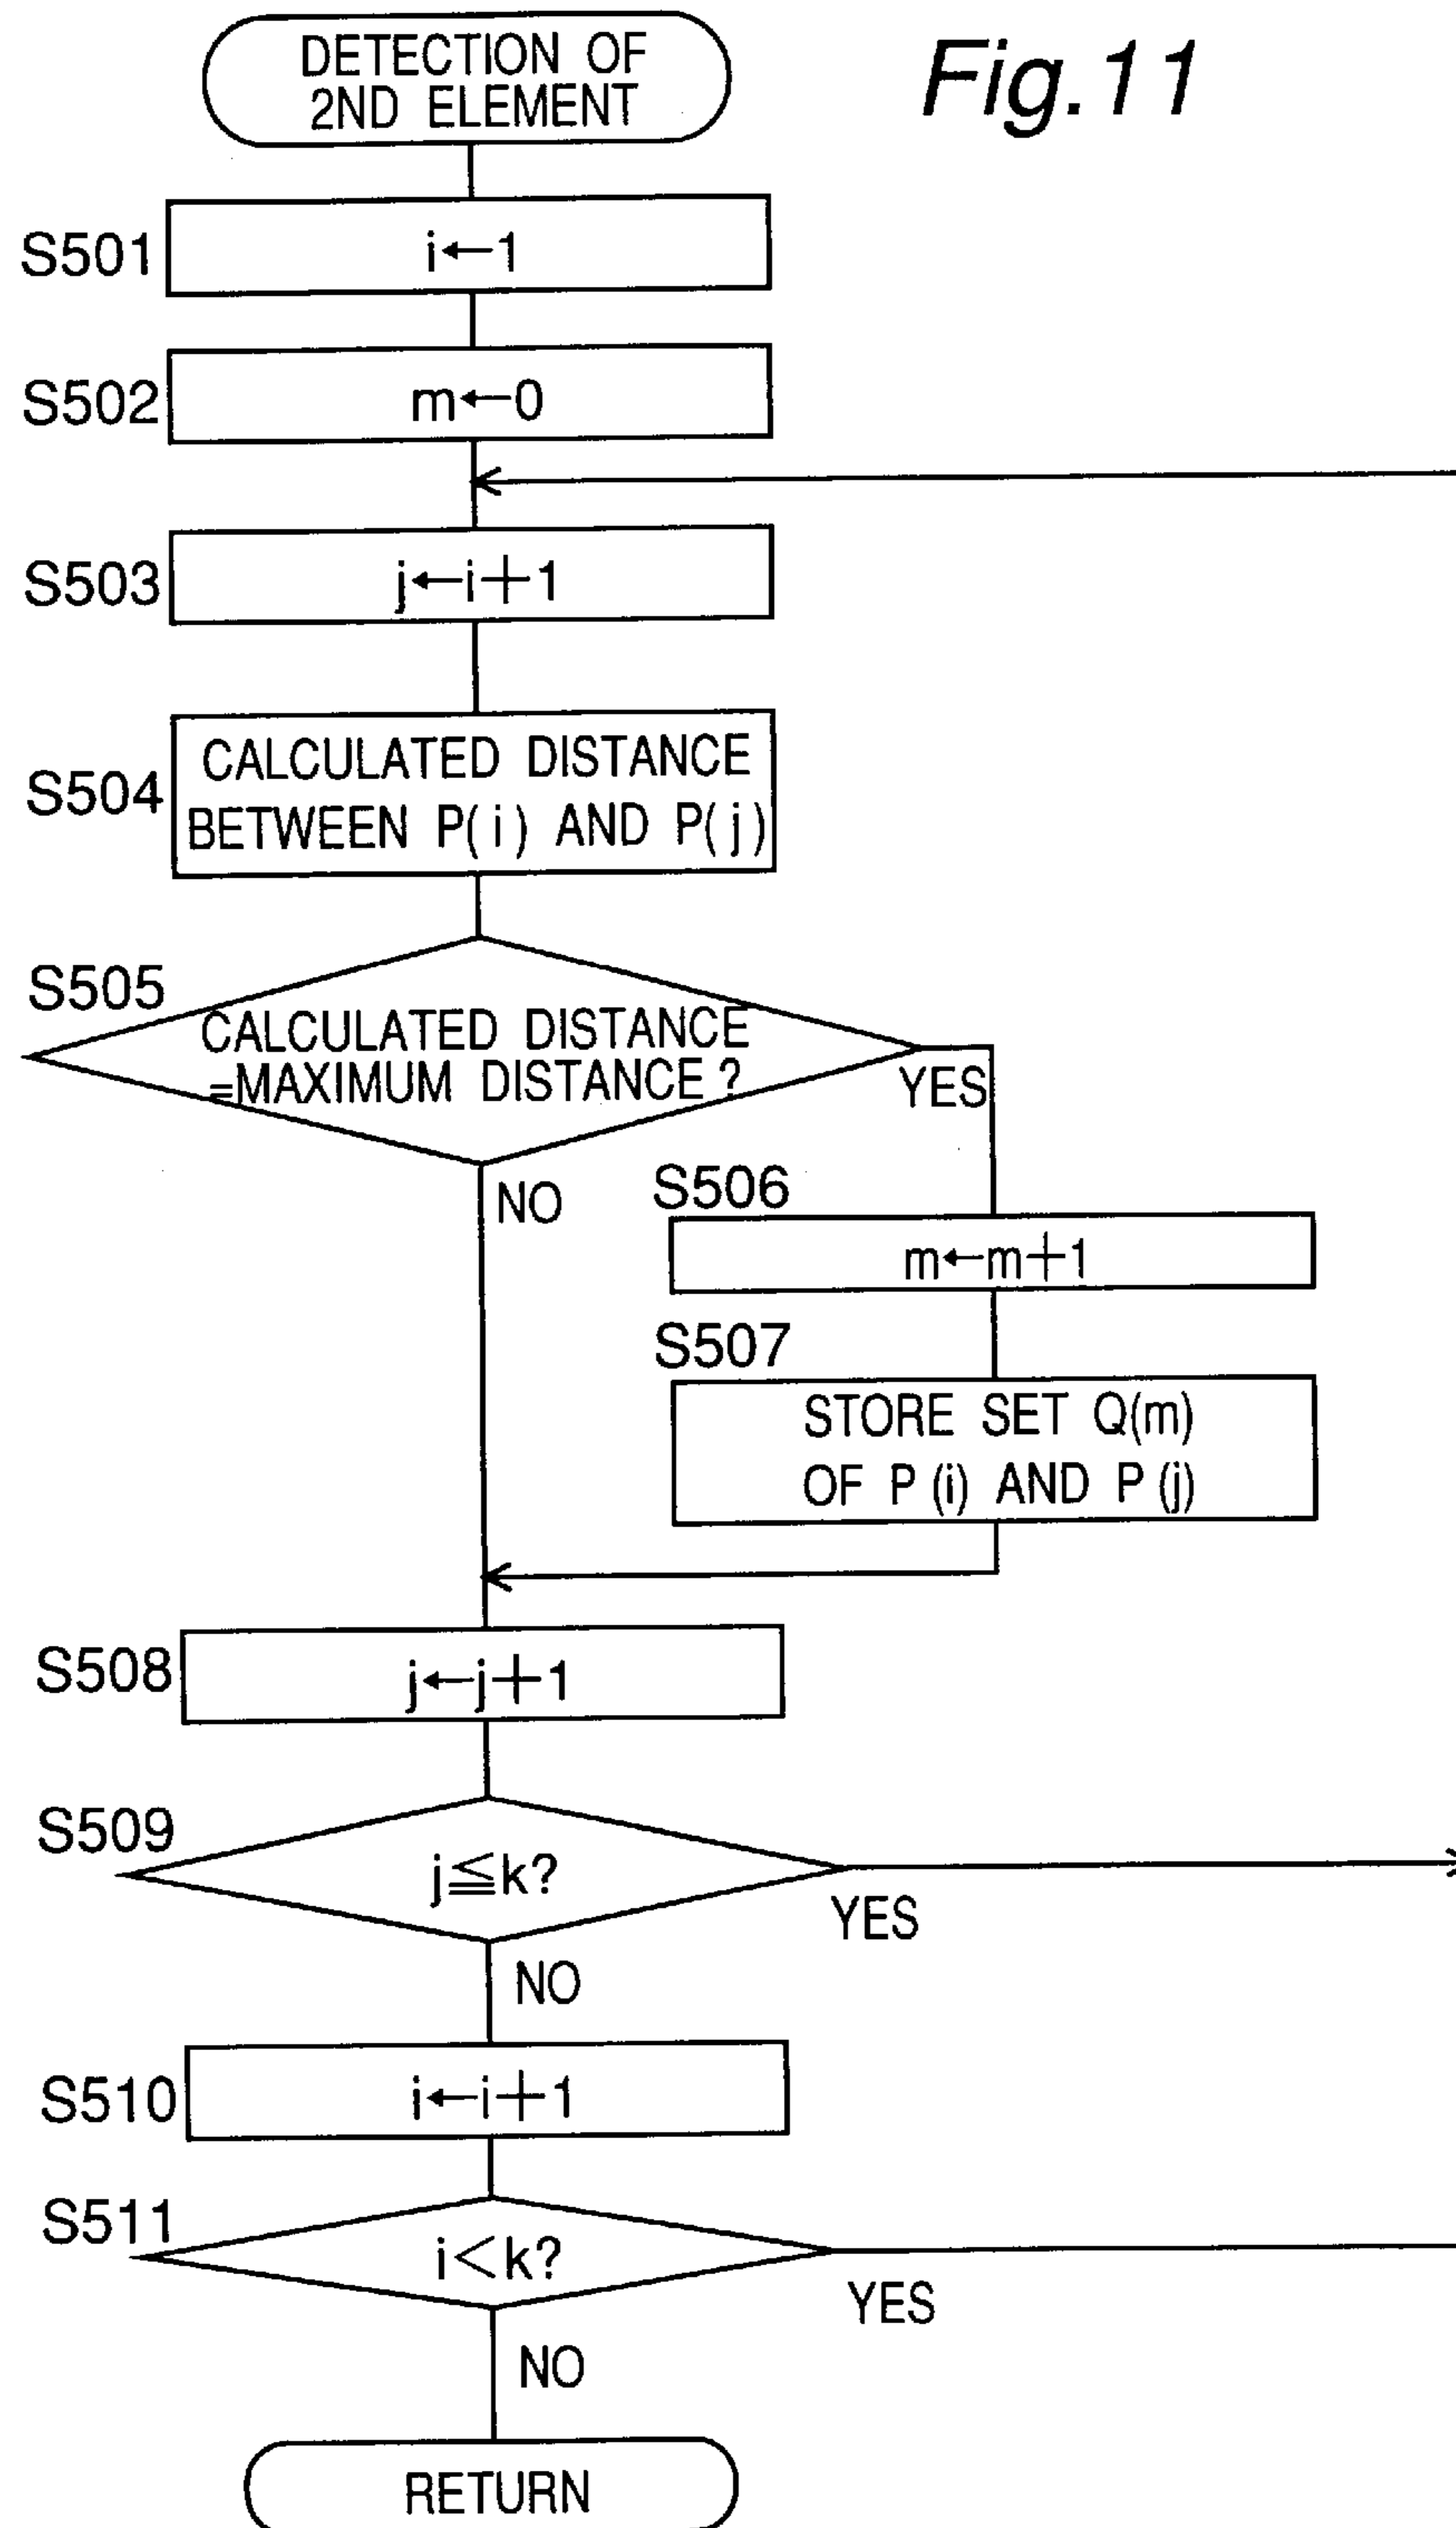 DETECTION OF
2ND ELEMENT
Fig.11
S501
i←1
S502
m←0
S503
j←i+1
S504
CALCULATED DISTANCE
BETWEEN P(i) AND P(j)
S505
CALCULATED DISTANCE
=MAXIMUM DISTANCE?
YES
NO
S506
m←m+1
S507
STORE SET Q(m)
OF P(i) AND P(j)
S508
j←j+1
S509
j≦k?
YES
NO
S510
i←i+1
S511
i<k?
YES
NO
RETURN